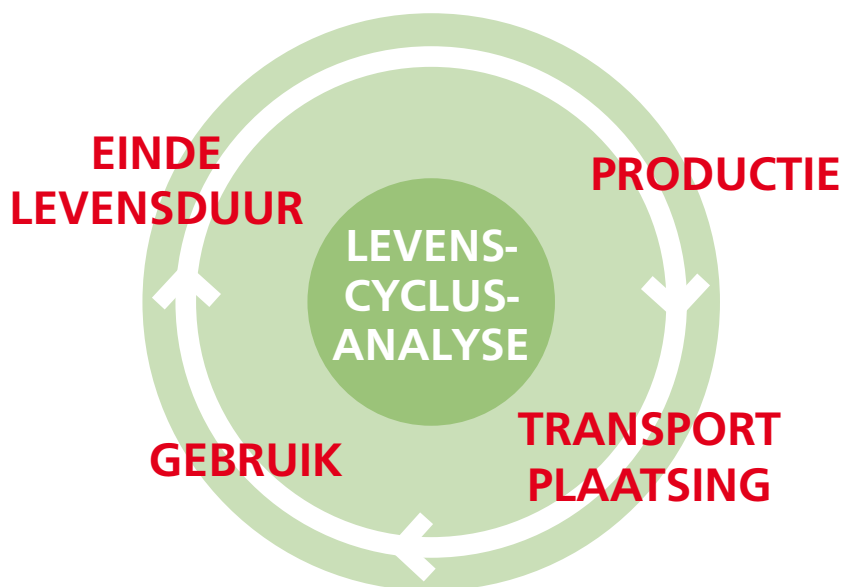 EINDE
LEVENSDUUR
PRODUCTIE
LEVENS-
CYCLUS-
ANALYSE
GEBRUIK
TRANSPORT
PLAATSING